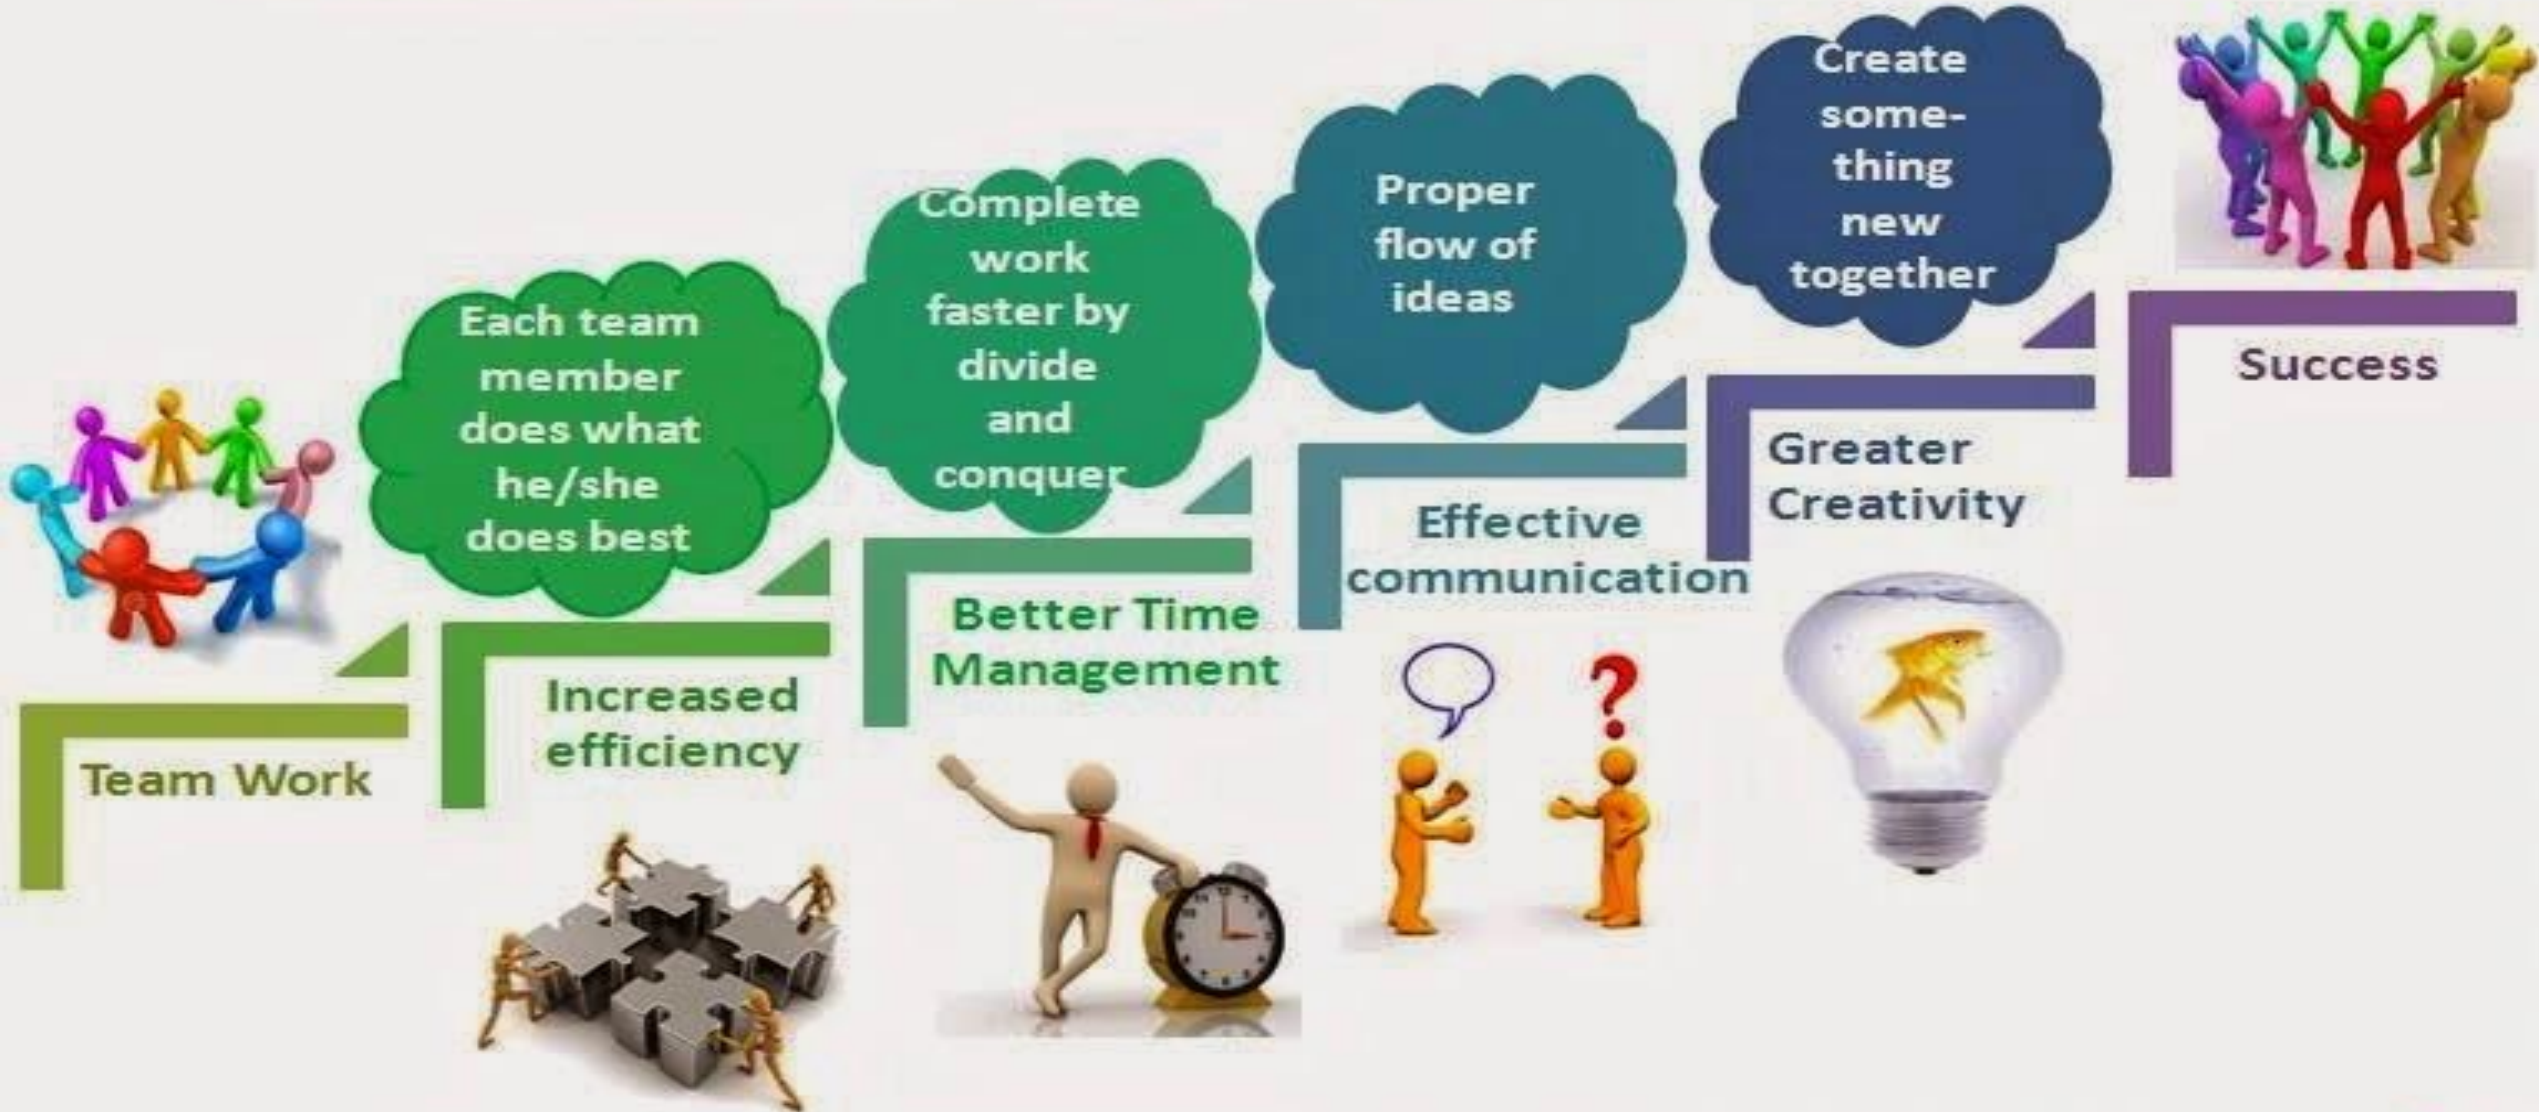 Team Work
Each team
member
does what
he/she
does best
Increased
efficiency
Complete
work
faster by
divide
and
conquer
Better Time
Management
Proper
flow of
ideas
Effective
communication
Create
some-
thing
new
together
Greater
Creativity
Success
?